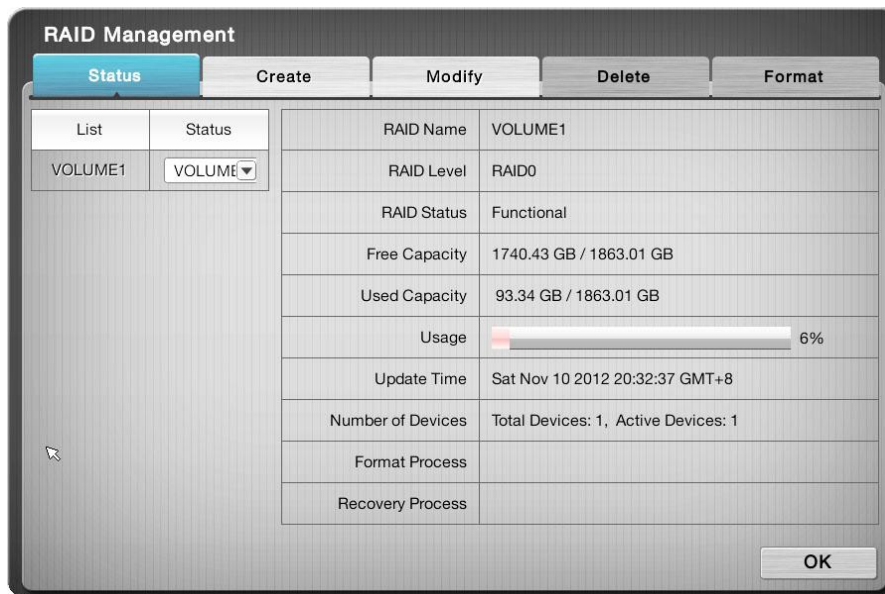 RAID Management
Status Create Modify Delete Format
List Status
VOLUME1 VOLUME
RAID Name VOLUME1
RAID Level RAID0
RAID Status Functional
Free Capacity 1740.43 GB / 1863.01 GB
Used Capacity 93.34 GB / 1863.01 GB
Usage 6%
Update Time Sat Nov 10 2012 20:32:37 GMT+8
Number of Devices Total Devices: 1, Active Devices: 1
Format Process
Recovery Process
OK